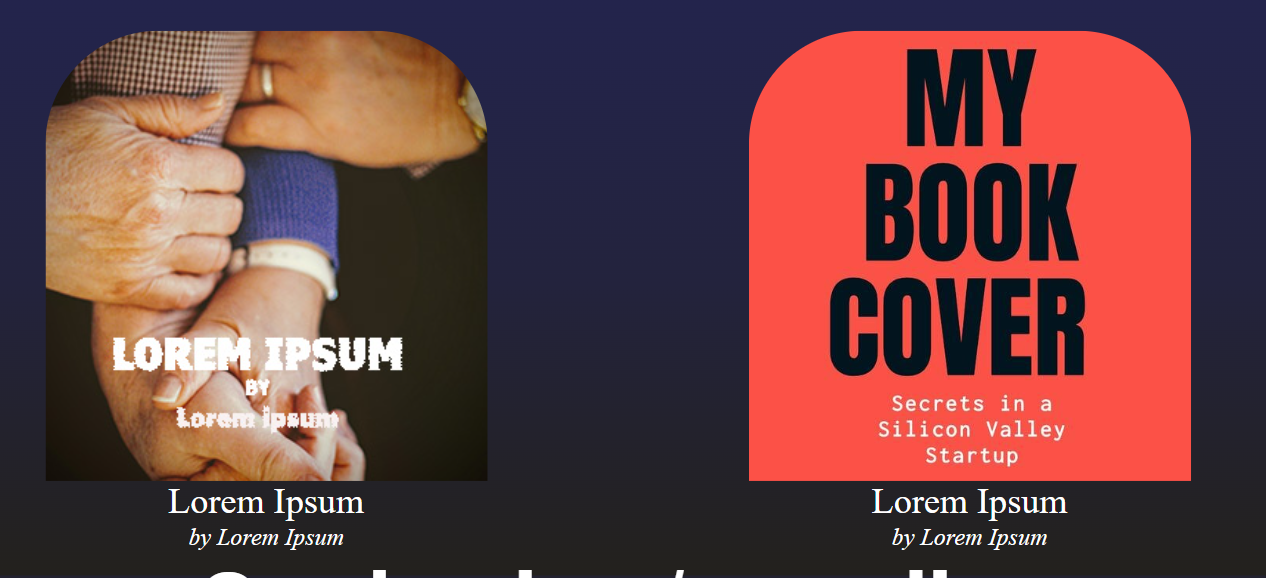 LOREM IPSUM
BY
Lorem ipsum
Lorem Ipsum
by Lorem Ipsum
MY
BOOK
COVER
Secrets in a
Silicon Valley
Startup
Lorem Ipsum
by Lorem Ipsum